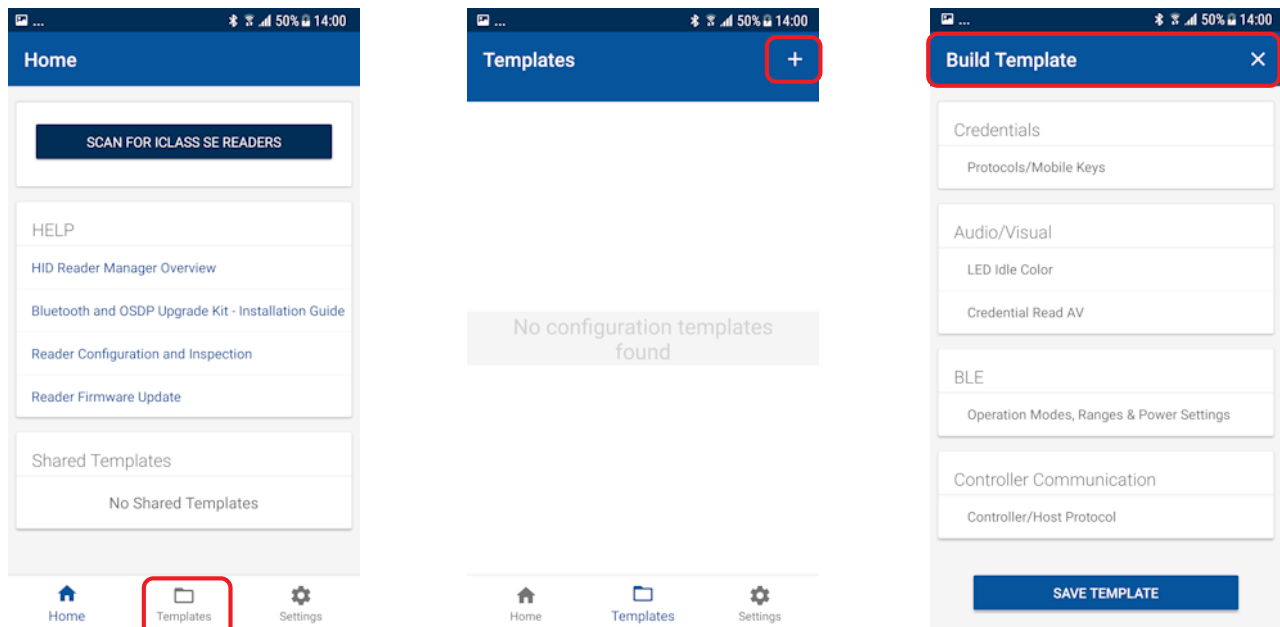 ... 50% 14:00
Home
SCAN FOR ICLASS SE READERS
HELP
HID Reader Manager Overview
Bluetooth and OSDP Upgrade Kit - Installation Guide
Reader Configuration and Inspection
Reader Firmware Update
Shared Templates
No Shared Templates
Home Templates Settings
... 50% 14:00
Templates +
No configuration templates
found
Home Templates Settings
... 50% 14:00
Build Template ×
Credentials
Protocols/Mobile Keys
Audio/Visual
LED Idle Color
Credential Read AV
BLE
Operation Modes, Ranges & Power Settings
Controller Communication
Controller/Host Protocol
SAVE TEMPLATE